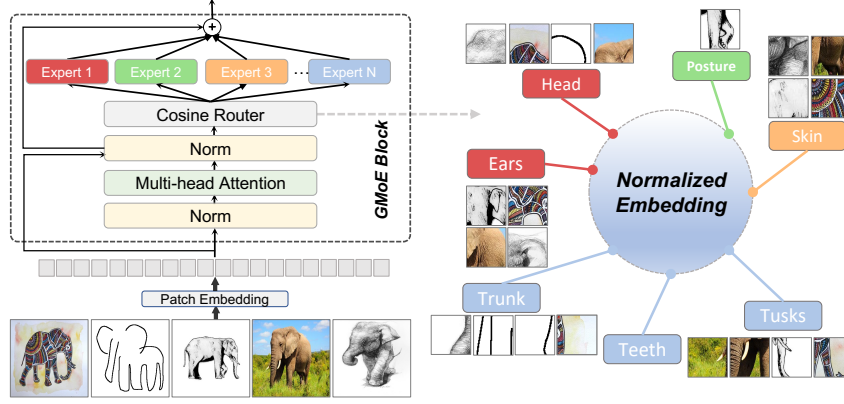 +
Expert 1
Expert 2
Expert 3
...
Expert N
Cosine Router
Norm
Multi-head Attention
Norm
GMoE Block
Patch Embedding
Head
Posture
Skin
Ears
Normalized
Embedding
Trunk
Teeth
Tusks